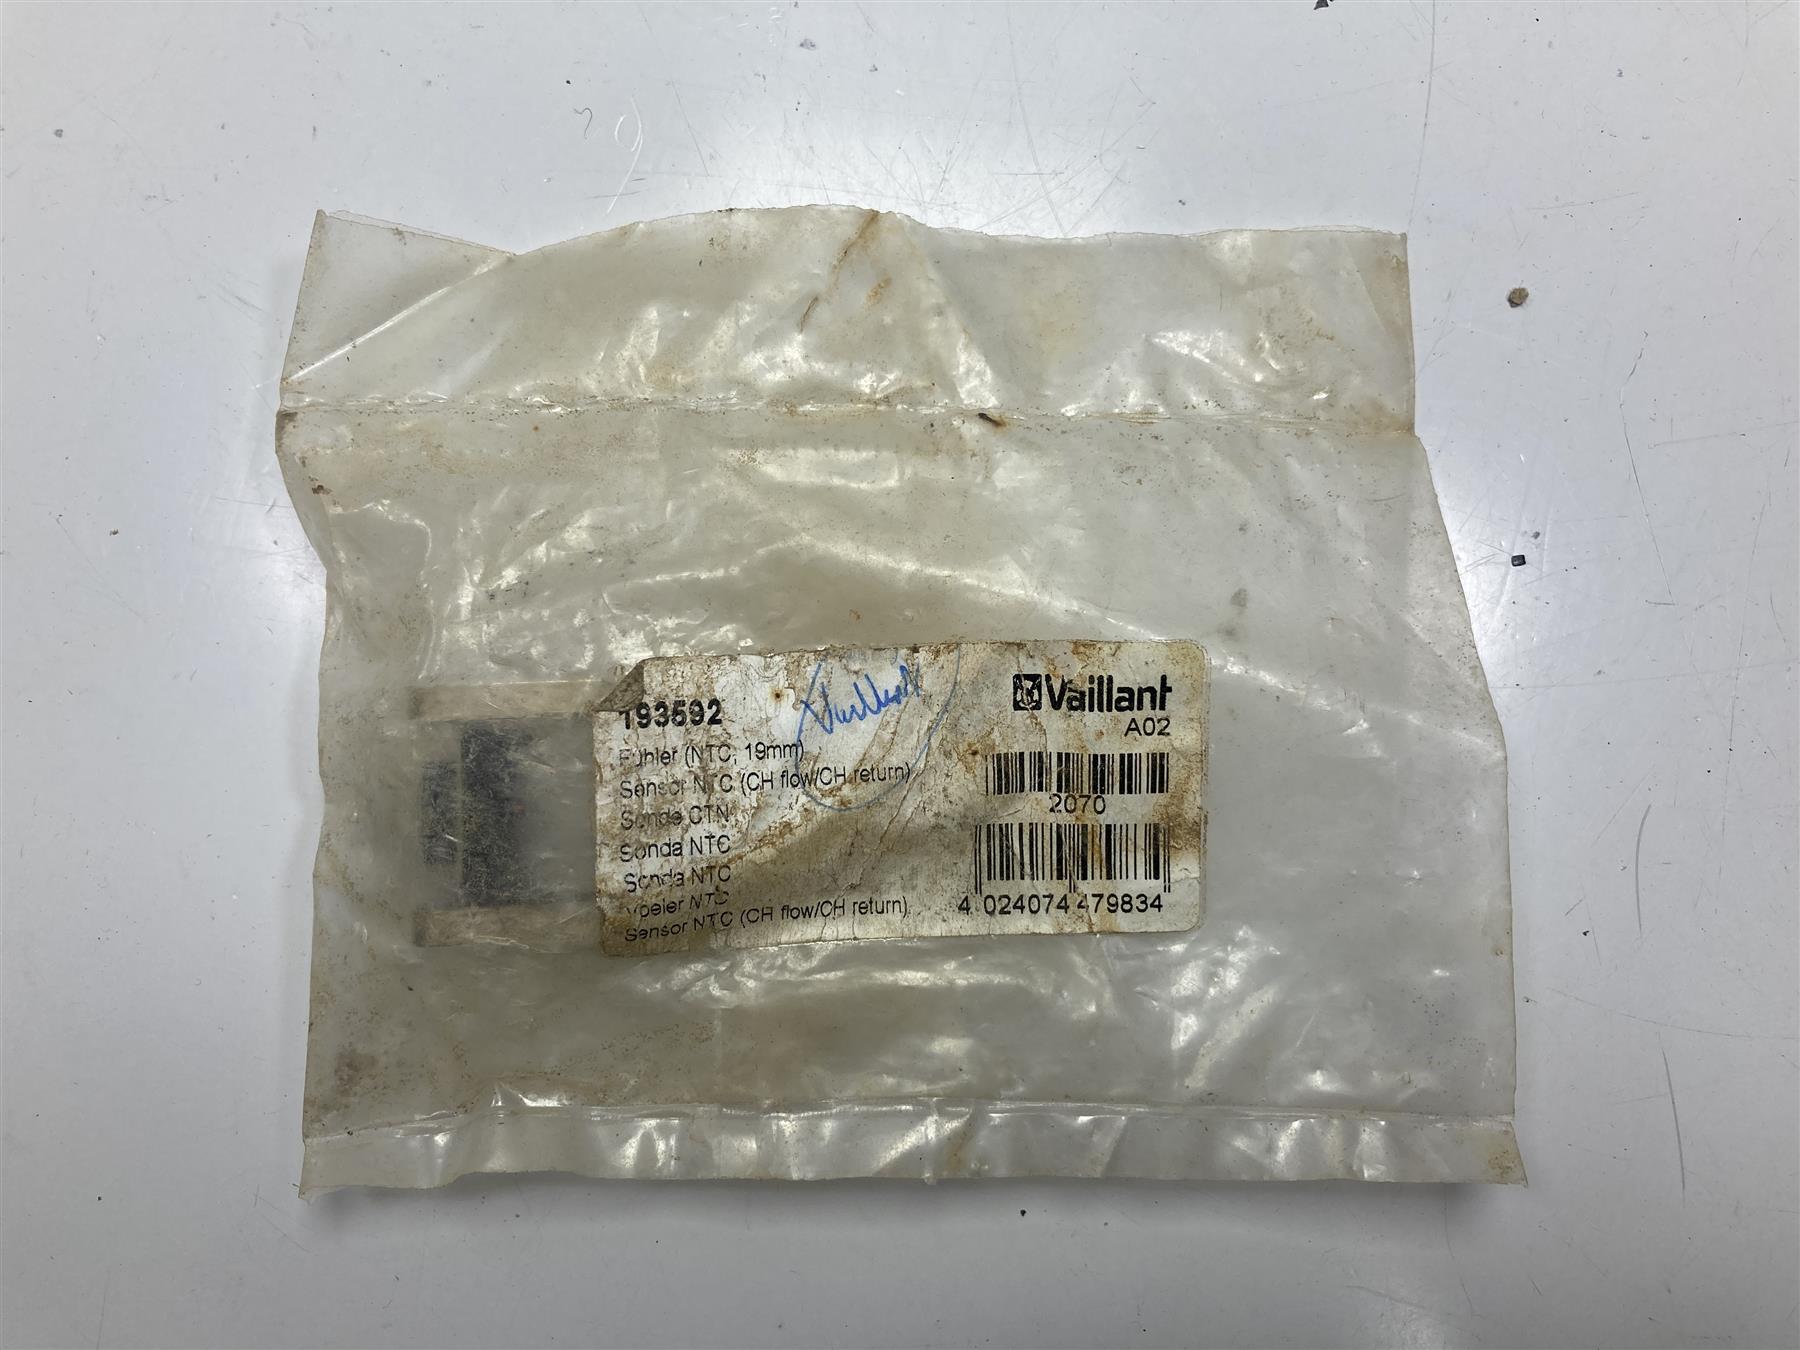 193592
Fühler (NTC, 19mm)
Sensor NTC (CH flow/CH return)
Sonde CTN
Sonda NTC
Sonda NTC
Voeler NTC
Sensor NTC (CH flow/CH return)
Vaillant
Vaillant
A02
2070
4 024074 479834